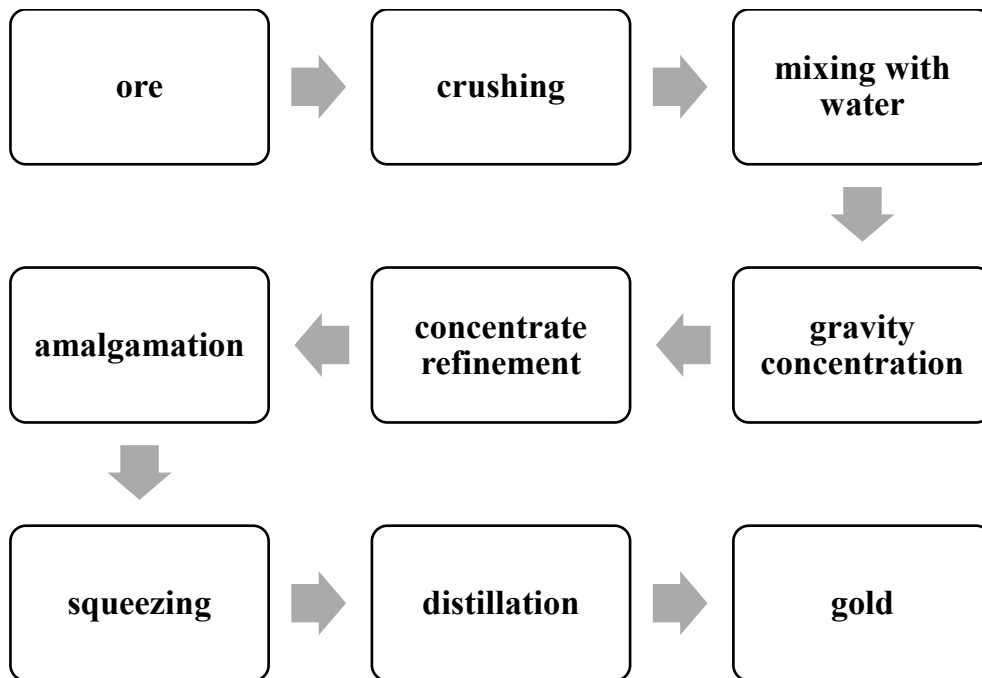 ore
crushing
mixing with
water
gravity
concentration
concentrate
refinement
amalgamation
squeezing
distillation
gold